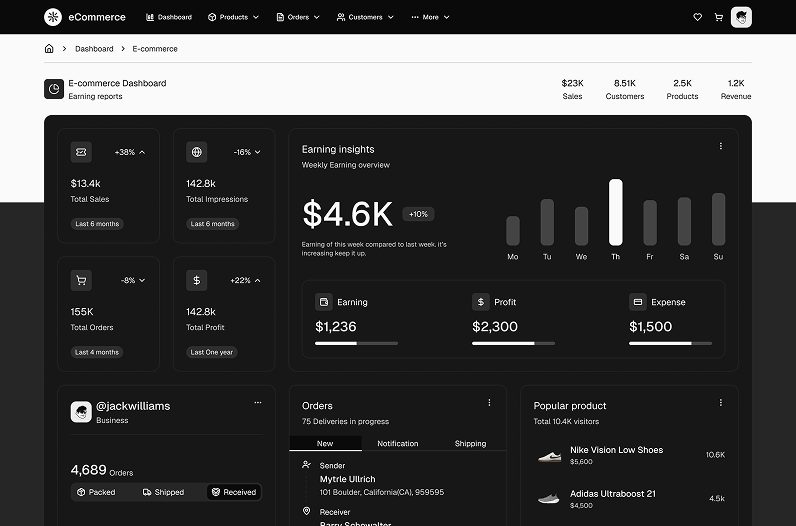 eCommerce
Dashboard
Products
Orders
Customers
More
Dashboard
E-commerce
E-commerce Dashboard
Earning reports
$23K
Sales
8.51K
Customers
2.5K
Products
1.2K
Revenue
+38%
$13.4k
Total Sales
Last 6 months
-16%
142.8k
Total Impressions
Last 6 months
Earning insights
Weekly Earning overview
$4.6K
+10%
Earning of this week compared to last week. it's
increasing keep it up.
Mo
Tu
We
Th
Fr
Sa
Su
-8%
155K
Total Orders
Last 4 months
+22%
142.8k
Total Profit
Last One year
Earning
$1,236
Profit
$2,300
Expense
$1,500
@jackwilliams
Business
4,689 Orders
Packed
Shipped
Received
Orders
75 Deliveries in progress
New
Notification
Shipping
Sender
Myrtle Ullrich
101 Boulder, California(CA), 959595
Receiver
Barry Schowalter
Popular product
Total 10.4K visitors
Nike Vision Low Shoes
$5,600
10.6K
Adidas Ultraboost 21
$4,500
4.5k